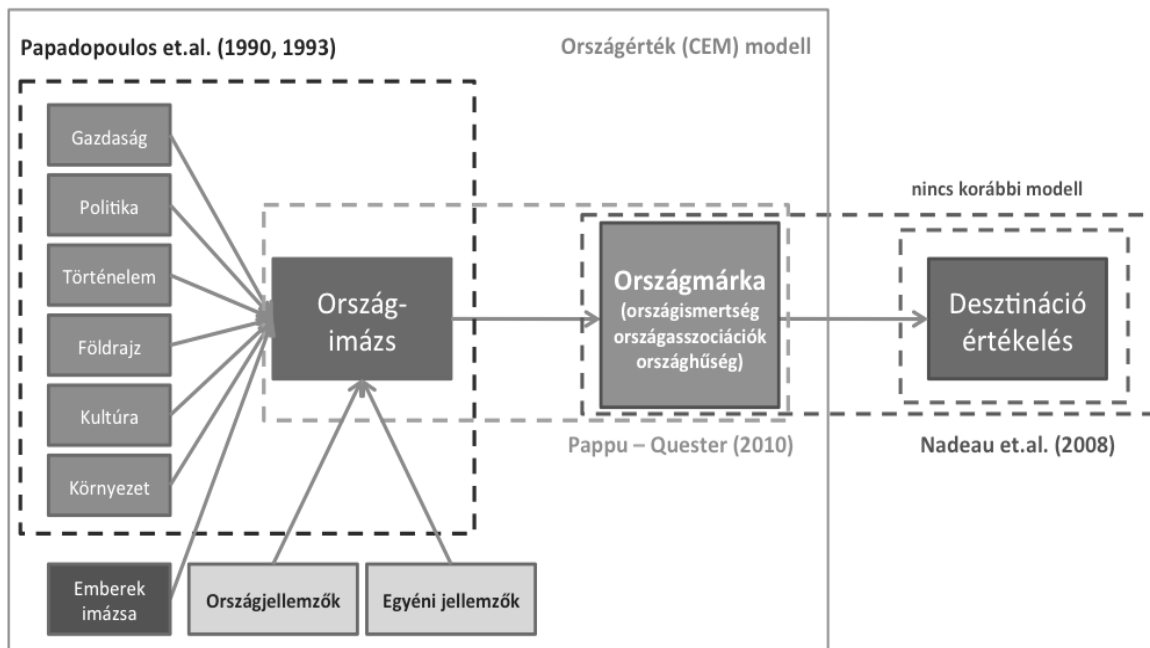 Papadopoulos et.al. (1990, 1993)
Országérték (CEM) modell
Gazdaság
Politika
Történelem
Földrajz
Kultúra
Környezet
Emberek
imázsa
Országjellemzők
Egyéni jellemzők
Ország-
imázs
Országmárka
(országismertség
országasszociációk
országhűség)
Pappu – Quester (2010)
nincs korábbi modell
Desztináció
értékelés
Nadeau et.al. (2008)